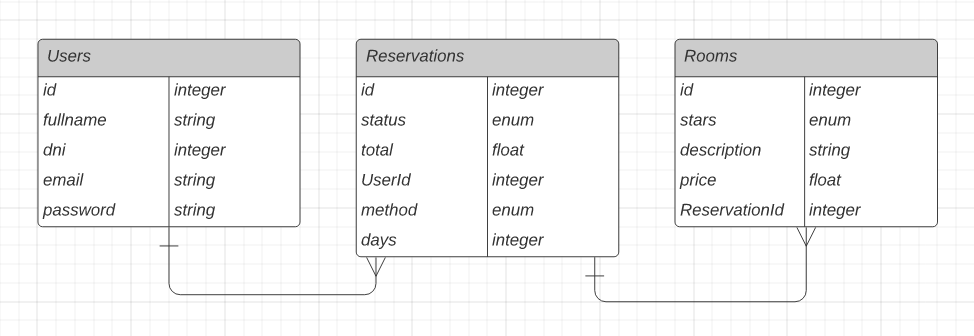 Users
id integer
fullname string
dni integer
email string
password string
Reservations
id integer
status enum
total float
UserId integer
method enum
days integer
Rooms
id integer
stars enum
description string
price float
ReservationId integer